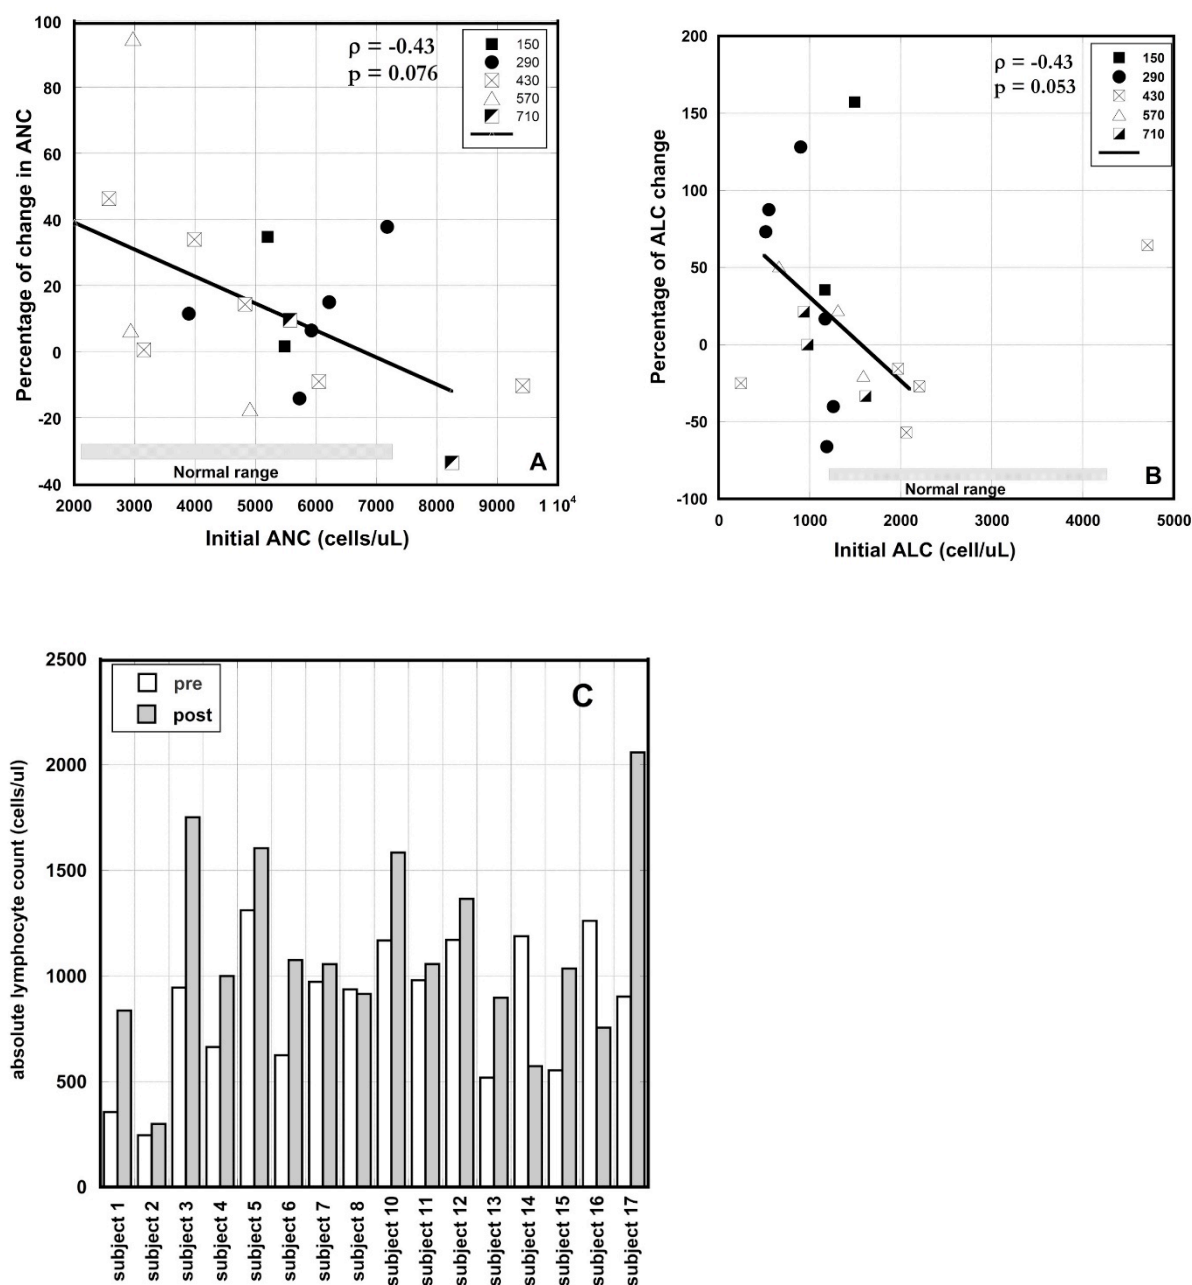 100
80
60
40
20
0
-20
-40
Percentage of change in ANC
ρ = -0.43
p = 0.076
150
290
430
570
710
A
Normal range
2000 3000 4000 5000 6000 7000 8000 9000 1 10⁴
Initial ANC (cells/uL)
200
150
100
50
0
-50
-100
Percentage of ALC change
ρ = -0.43
p = 0.053
150
290
430
570
710
B
Normal range
0 1000 2000 3000 4000 5000
Initial ALC (cell/uL)
2500
2000
1500
1000
500
0
absolute lymphocyte count (cells/ul)
pre
post
C
subject 1
subject 2
subject 3
subject 4
subject 5
subject 6
subject 7
subject 8
subject 10
subject 11
subject 12
subject 13
subject 14
subject 15
subject 16
subject 17